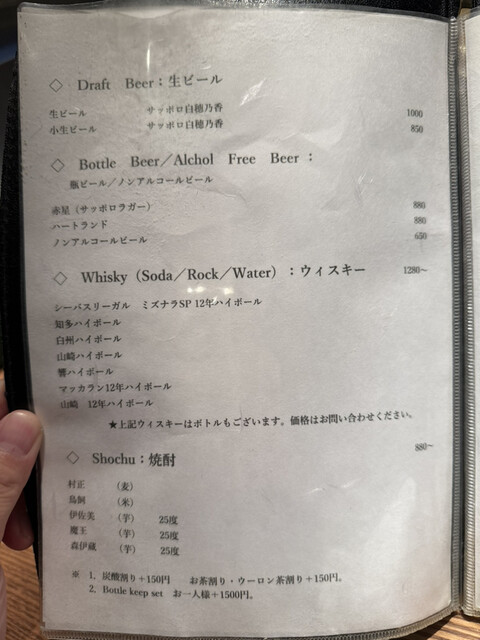 ◇ Draft Beer：生ビール
生ビール サッポロ白穂乃香 1000
小生ビール サッポロ白穂乃香 850
◇ Bottle Beer／Alchol Free Beer：
瓶ビール／ノンアルコールビール
赤星（サッポロラガー） 880
ハートランド 880
ノンアルコールビール 650
◇ Whisky（Soda／Rock／Water）：ウィスキー 1280～
シーバスリーガル ミズナラSP 12年ハイボール
知多ハイボール
白州ハイボール
山崎ハイボール
響ハイボール
マッカラン12年ハイボール
山崎 12年ハイボール
★上記ウィスキーはボトルもございます。価格はお問い合わせください。
◇ Shochu：焼酎 880～
村正 （麦）
鳥飼 （米）
伊佐美 （芋） 25度
魔王 （芋） 25度
森伊蔵 （芋） 25度
※ 1. 炭酸割り＋150円 お茶割り・ウーロン茶割り＋150円。
2. Bottle keep set お一人様＋1500円。